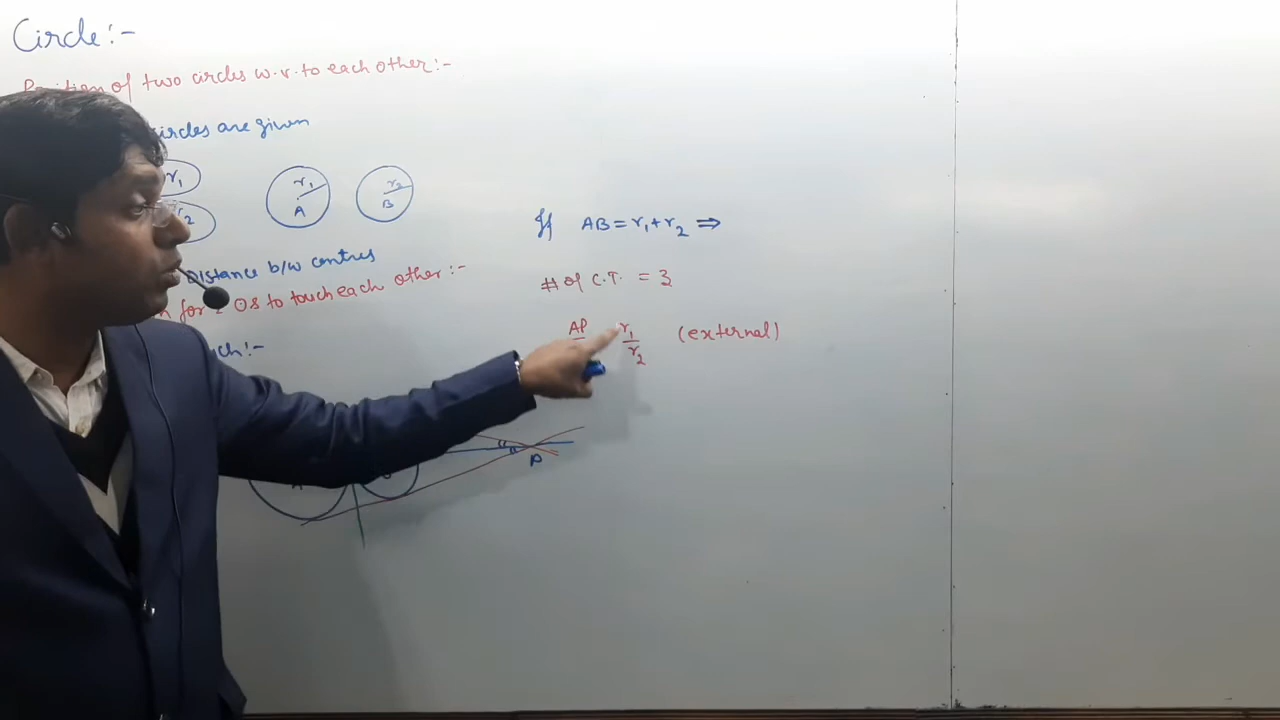 Circle:-
Position of two circles w.r. to each other:-
circles are given
r₁
r₂
r₁
A
r₂
B
Distance b/w centres
for 2 Os to touch each other:-
If AB = r₁ + r₂ ⇒
# of C.T. = 3
AP r₁
r₂ (external)
P